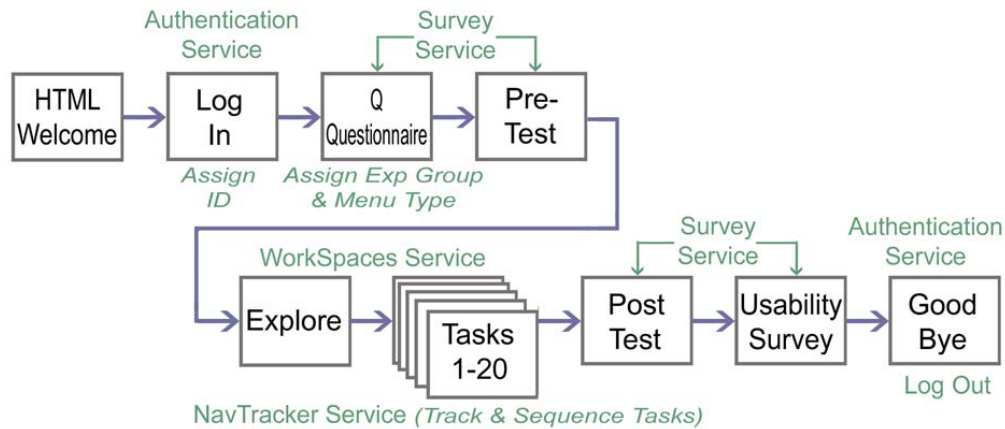 Authentication
Service
Survey
Service
HTML
Welcome
Log
In
Q
Questionnaire
Pre-
Test
Assign
ID
Assign Exp Group
& Menu Type
WorkSpaces Service
Survey
Service
Authentication
Service
Explore
Tasks
1-20
Post
Test
Usability
Survey
Good
Bye
Log Out
NavTracker Service (Track & Sequence Tasks)